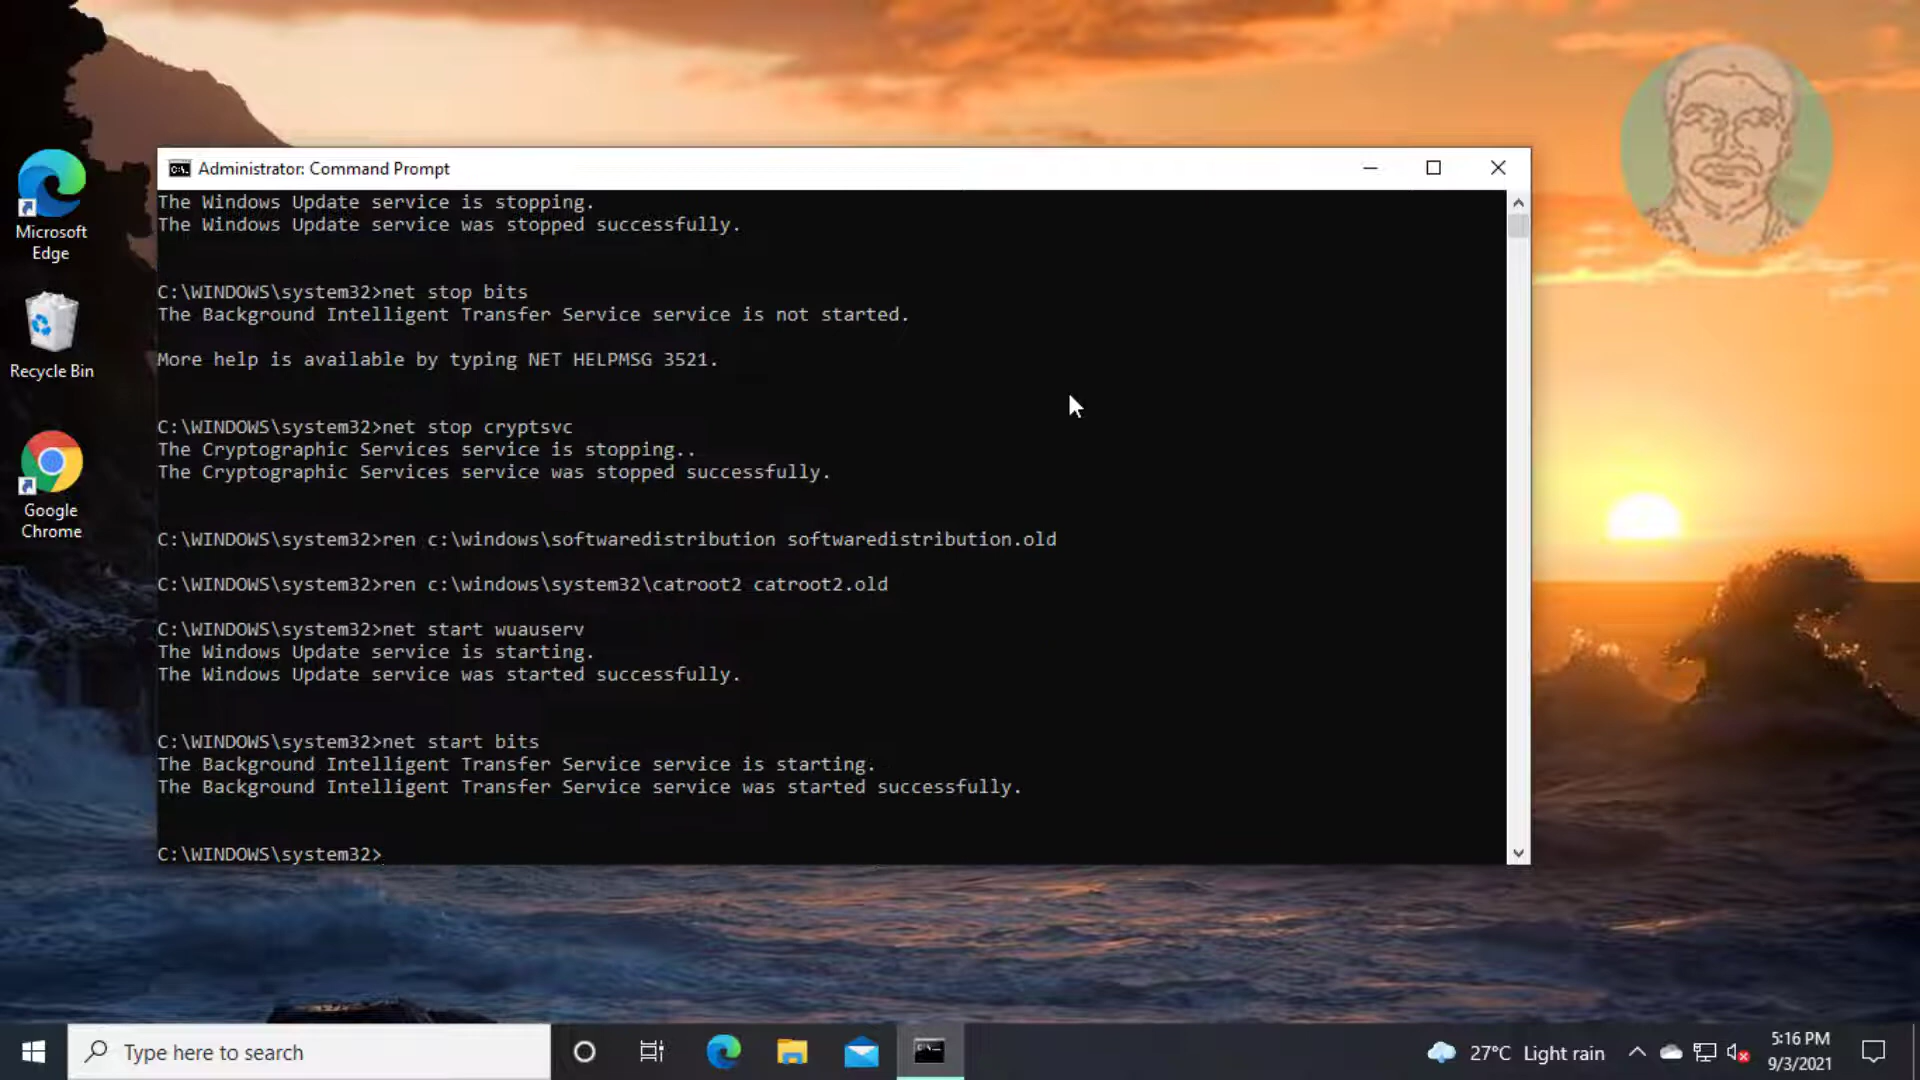 Administrator: Command Prompt
The Windows Update service is stopping.
The Windows Update service was stopped successfully.
C:\WINDOWS\system32>net stop bits
The Background Intelligent Transfer Service service is not started.
More help is available by typing NET HELPMSG 3521.
C:\WINDOWS\system32>net stop cryptsvc
The Cryptographic Services service is stopping..
The Cryptographic Services service was stopped successfully.
C:\WINDOWS\system32>ren c:\windows\softwaredistribution softwaredistribution.old
C:\WINDOWS\system32>ren c:\windows\system32\catroot2 catroot2.old
C:\WINDOWS\system32>net start wuauserv
The Windows Update service is starting.
The Windows Update service was started successfully.
C:\WINDOWS\system32>net start bits
The Background Intelligent Transfer Service service is starting.
The Background Intelligent Transfer Service service was started successfully.
C:\WINDOWS\system32>
Microsoft
Edge
Recycle Bin
Google
Chrome
Type here to search
27°C Light rain
5:16 PM
9/3/2021